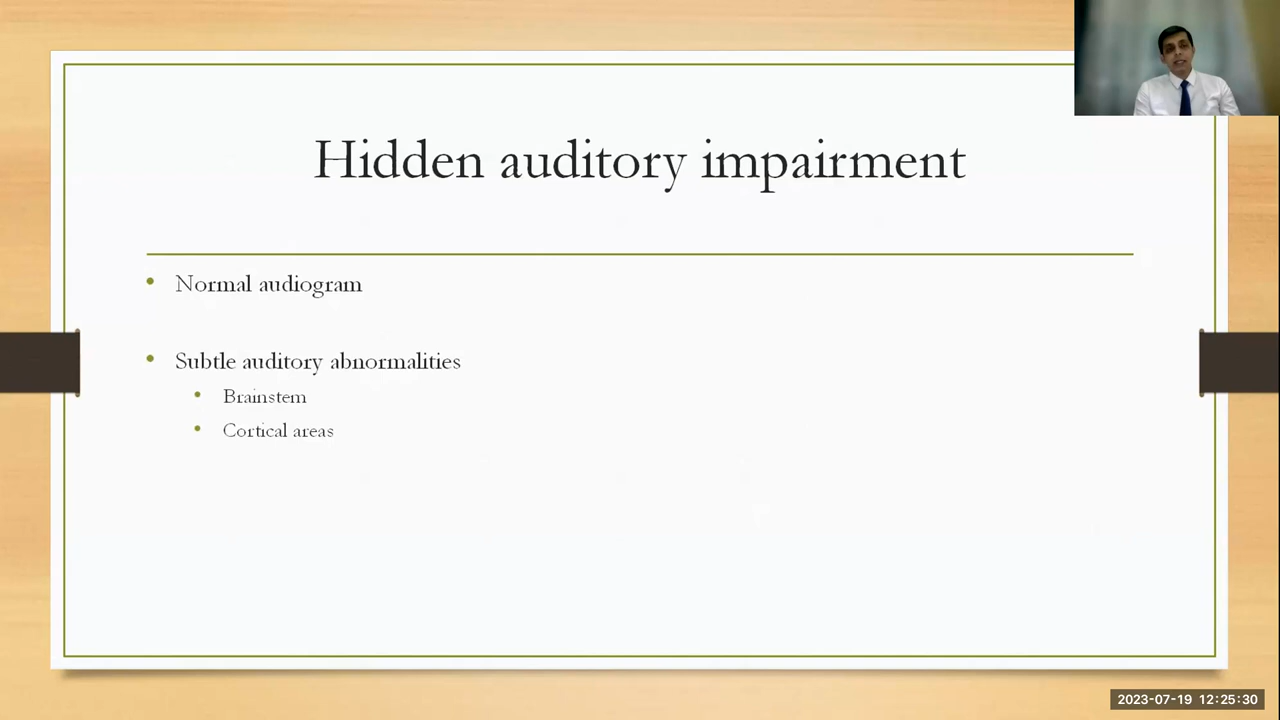 Hidden auditory impairment
• Normal audiogram
• Subtle auditory abnormalities
• Brainstem
• Cortical areas
2023-07-19 12:25:30